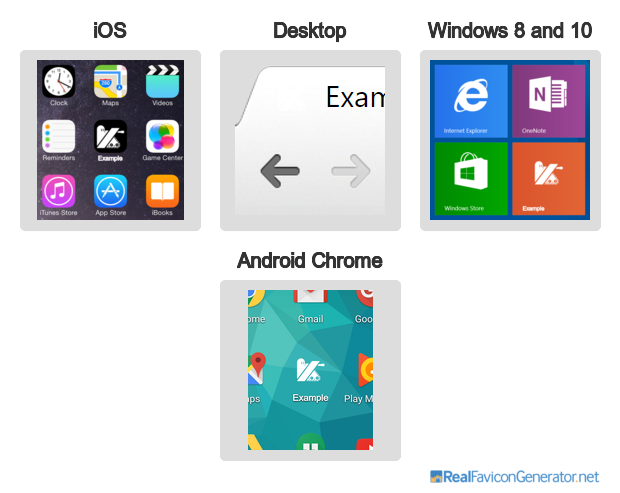 iOS
Desktop
Windows 8 and 10
Clock
Maps
Videos
Reminders
Example
Game Center
iTunes Store
App Store
iBooks
Exam
Internet Explorer
OneNote
Windows Store
Example
Android Chrome
ome
Gmail
Goo
aps
Example
Play M
RealFaviconGenerator.net